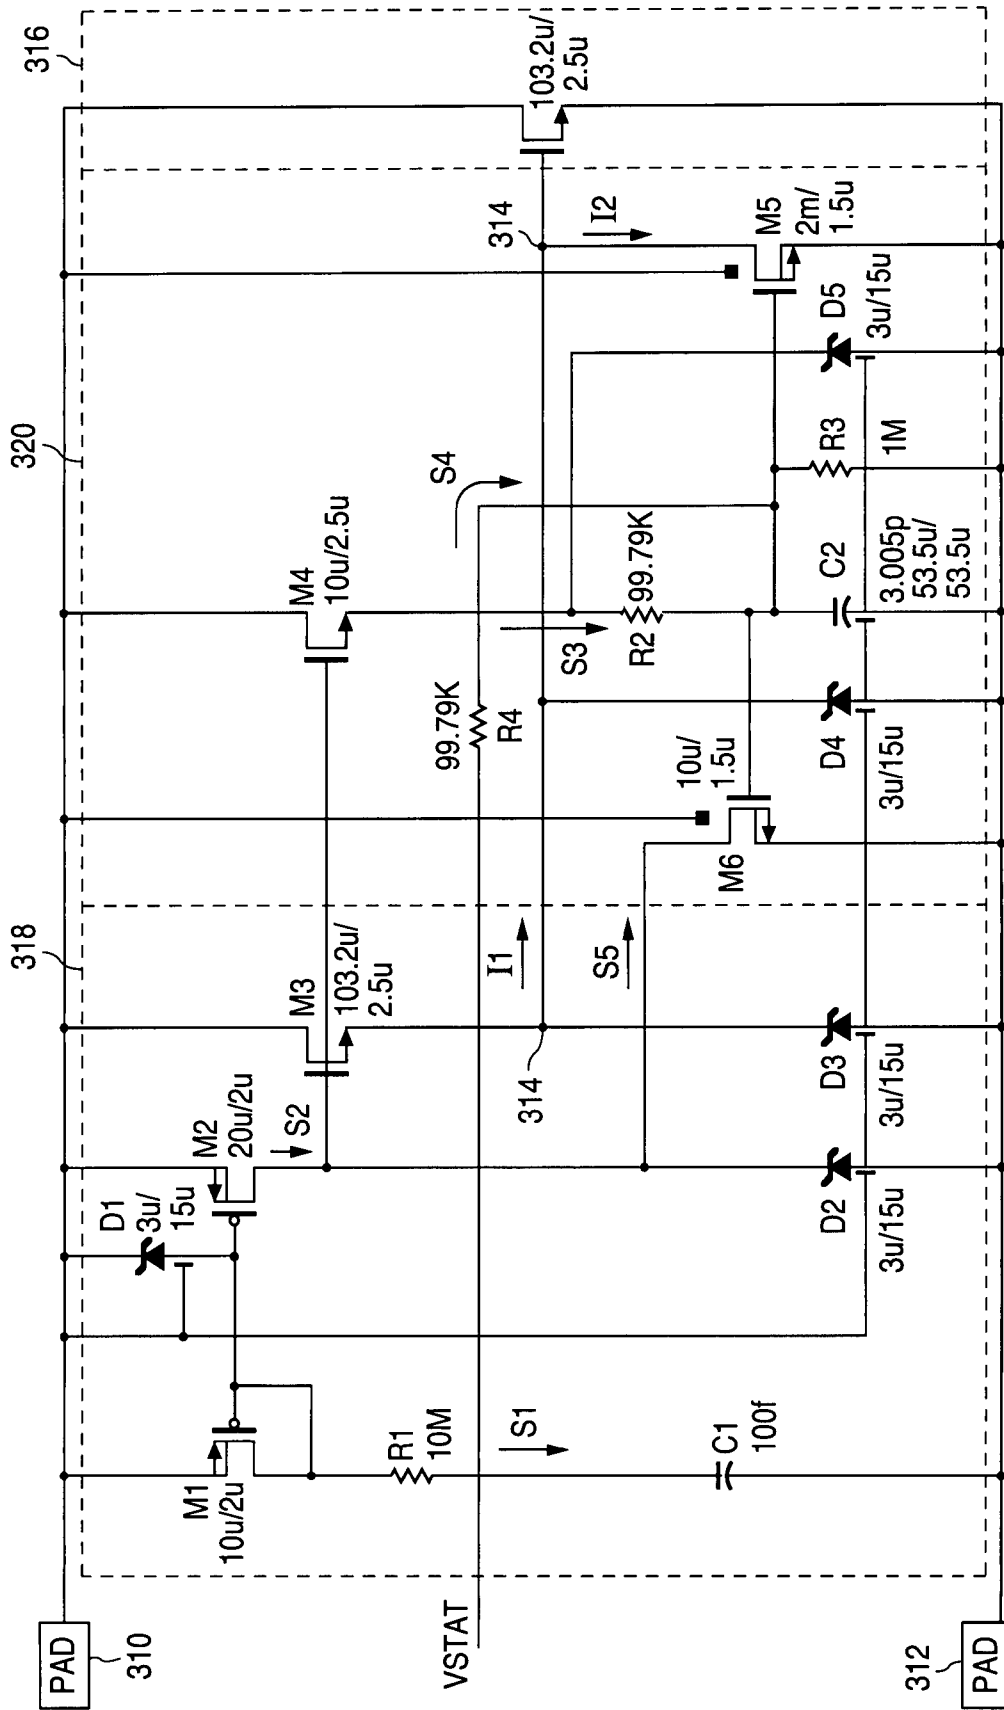 318
320
316
PAD
310
M1
10u/2u
D1
3u/
15u
M2
20u/2u
S2
M3
103.2u/
2.5u
M4
10u/2.5u
S4
314
103.2u/
2.5u
R1
10M
S1
VSTAT
314
I1
S5
99.79K
R4
S3
R2
99.79K
I2
C1
100f
M6
10u/
1.5u
M5
2m/
1.5u
D2
3u/15u
D3
3u/15u
D4
3u/15u
C2
3.005p
53.5u/
53.5u
R3
1M
D5
3u/15u
PAD
312